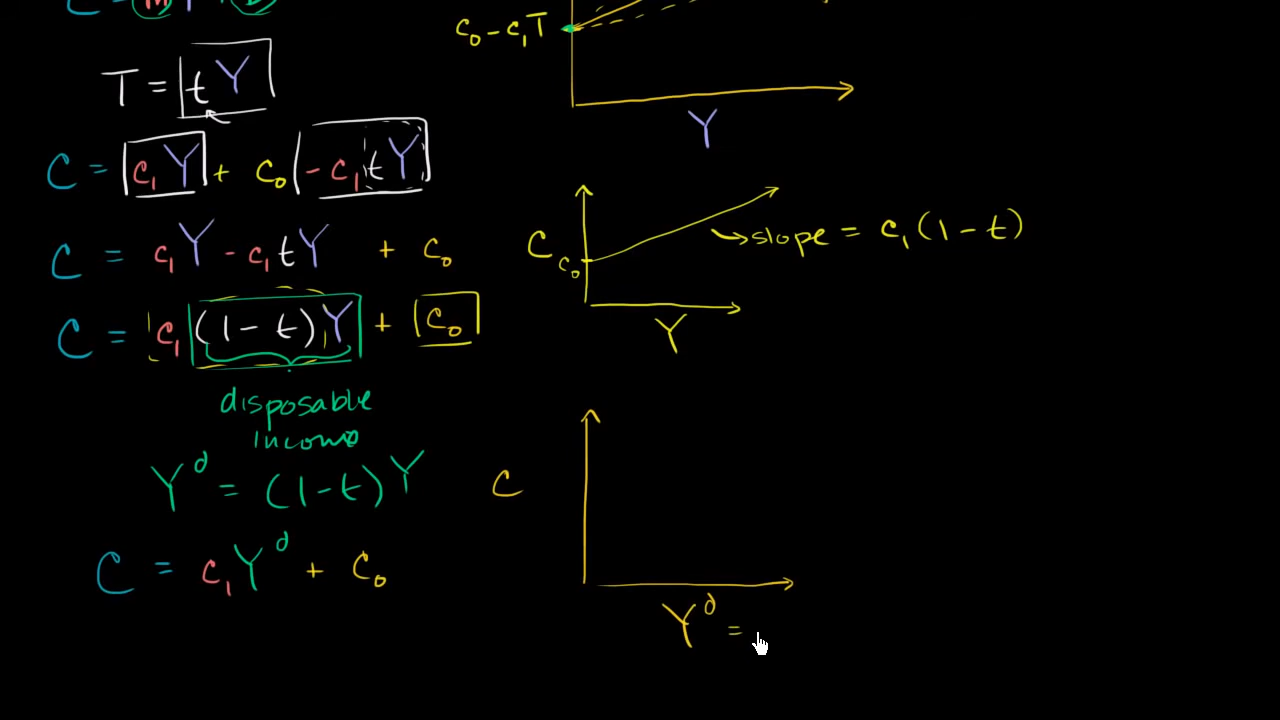 c₀ - c₁T
T = tY
Y
C = c₁Y + c₀ - c₁tY
C = c₁Y - c₁tY + c₀
C
c₀
slope = c₁(1 - t)
Y
C = c₁(1 - t)Y + c₀
disposable
income
Yᵈ = (1 - t)Y
C
C = c₁Yᵈ + c₀
Yᵈ =